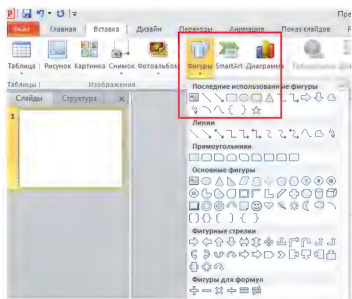 Пре
Главная Вставка Дизайн Переходы Анимация Показ слайдов
Таблица Рисунок Картинка Снимок Фотоальбом Фигуры SmartArt Диаграмма
Таблицы Изображения
Последние использованные фигуры
Слайды Структура x
1
Линии
Прямоугольники
Основные фигуры
Фигурные стрелки
Фигуры для формул